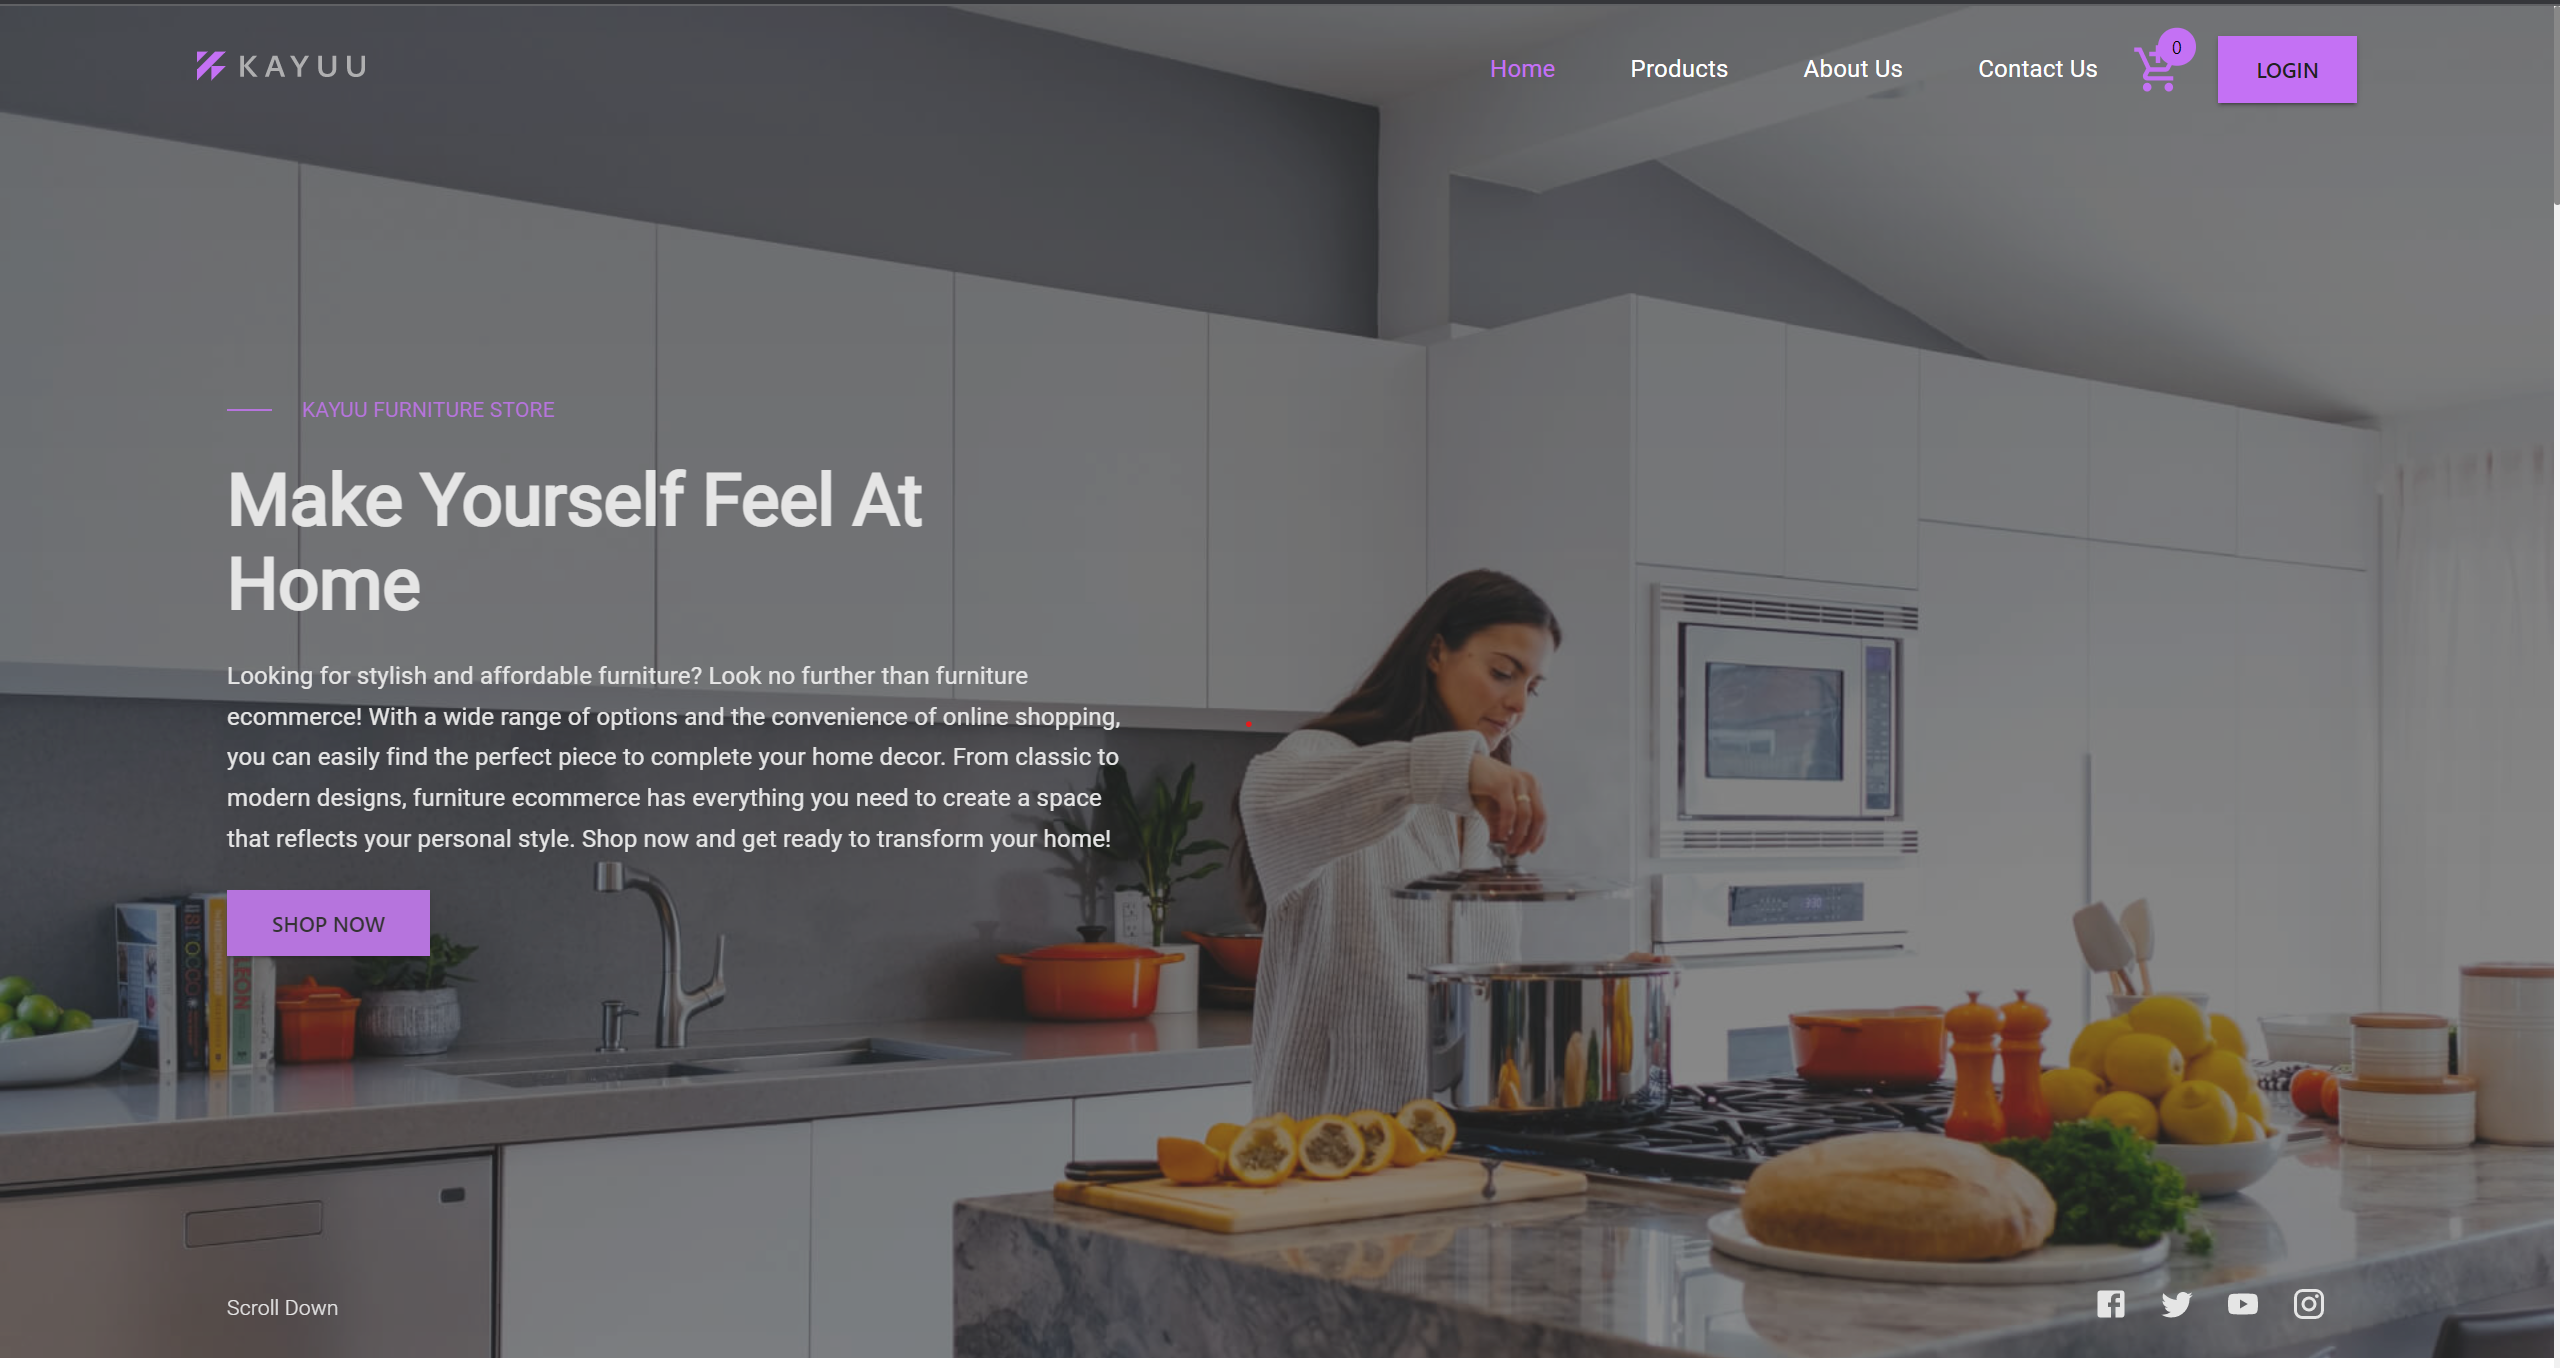 KAYUU
Home
Products
About Us
Contact Us
0
LOGIN
KAYUU FURNITURE STORE
Make Yourself Feel At
Home
Looking for stylish and affordable furniture? Look no further than furniture
ecommerce! With a wide range of options and the convenience of online shopping,
you can easily find the perfect piece to complete your home decor. From classic to
modern designs, furniture ecommerce has everything you need to create a space
that reflects your personal style. Shop now and get ready to transform your home!
SHOP NOW
LEON
Scroll Down